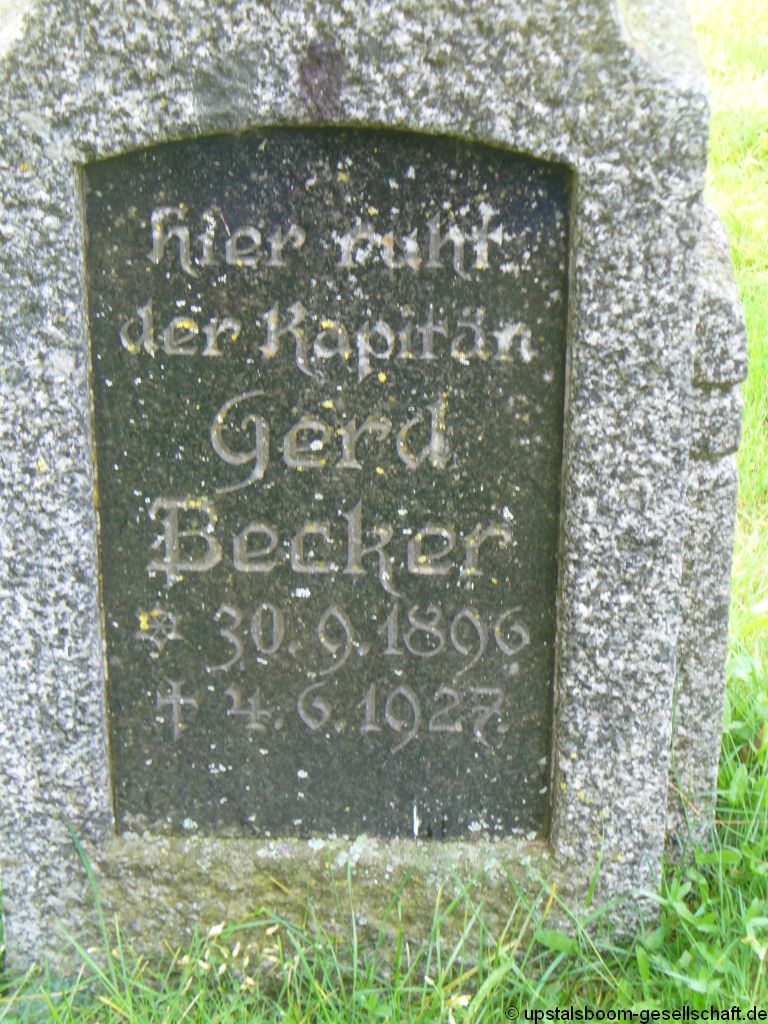 hier ruht
der Kapitän
Gerd
Becker
✡ 30.9.1896
† 4.6.1927
© upstalsboom-gesellschaft.de